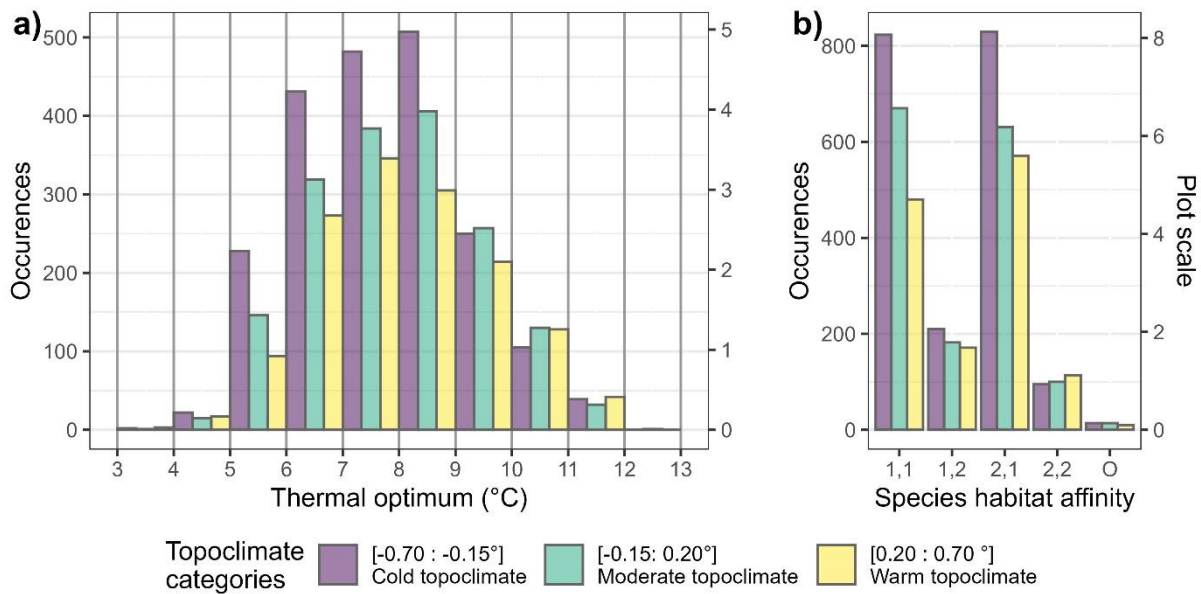 a)
500
400
300
200
100
0
Occurences
5
4
3
2
1
0
3 4 5 6 7 8 9 10 11 12 13
Thermal optimum (°C)
b)
800
600
400
200
0
Occurences
8
6
4
2
0
Plot scale
1,1 1,2 2,1 2,2 O
Species habitat affinity
Topoclimate
categories
[-0.70 : -0.15°]
Cold topoclimate
[-0.15: 0.20°]
Moderate topoclimate
[0.20 : 0.70 °]
Warm topoclimate